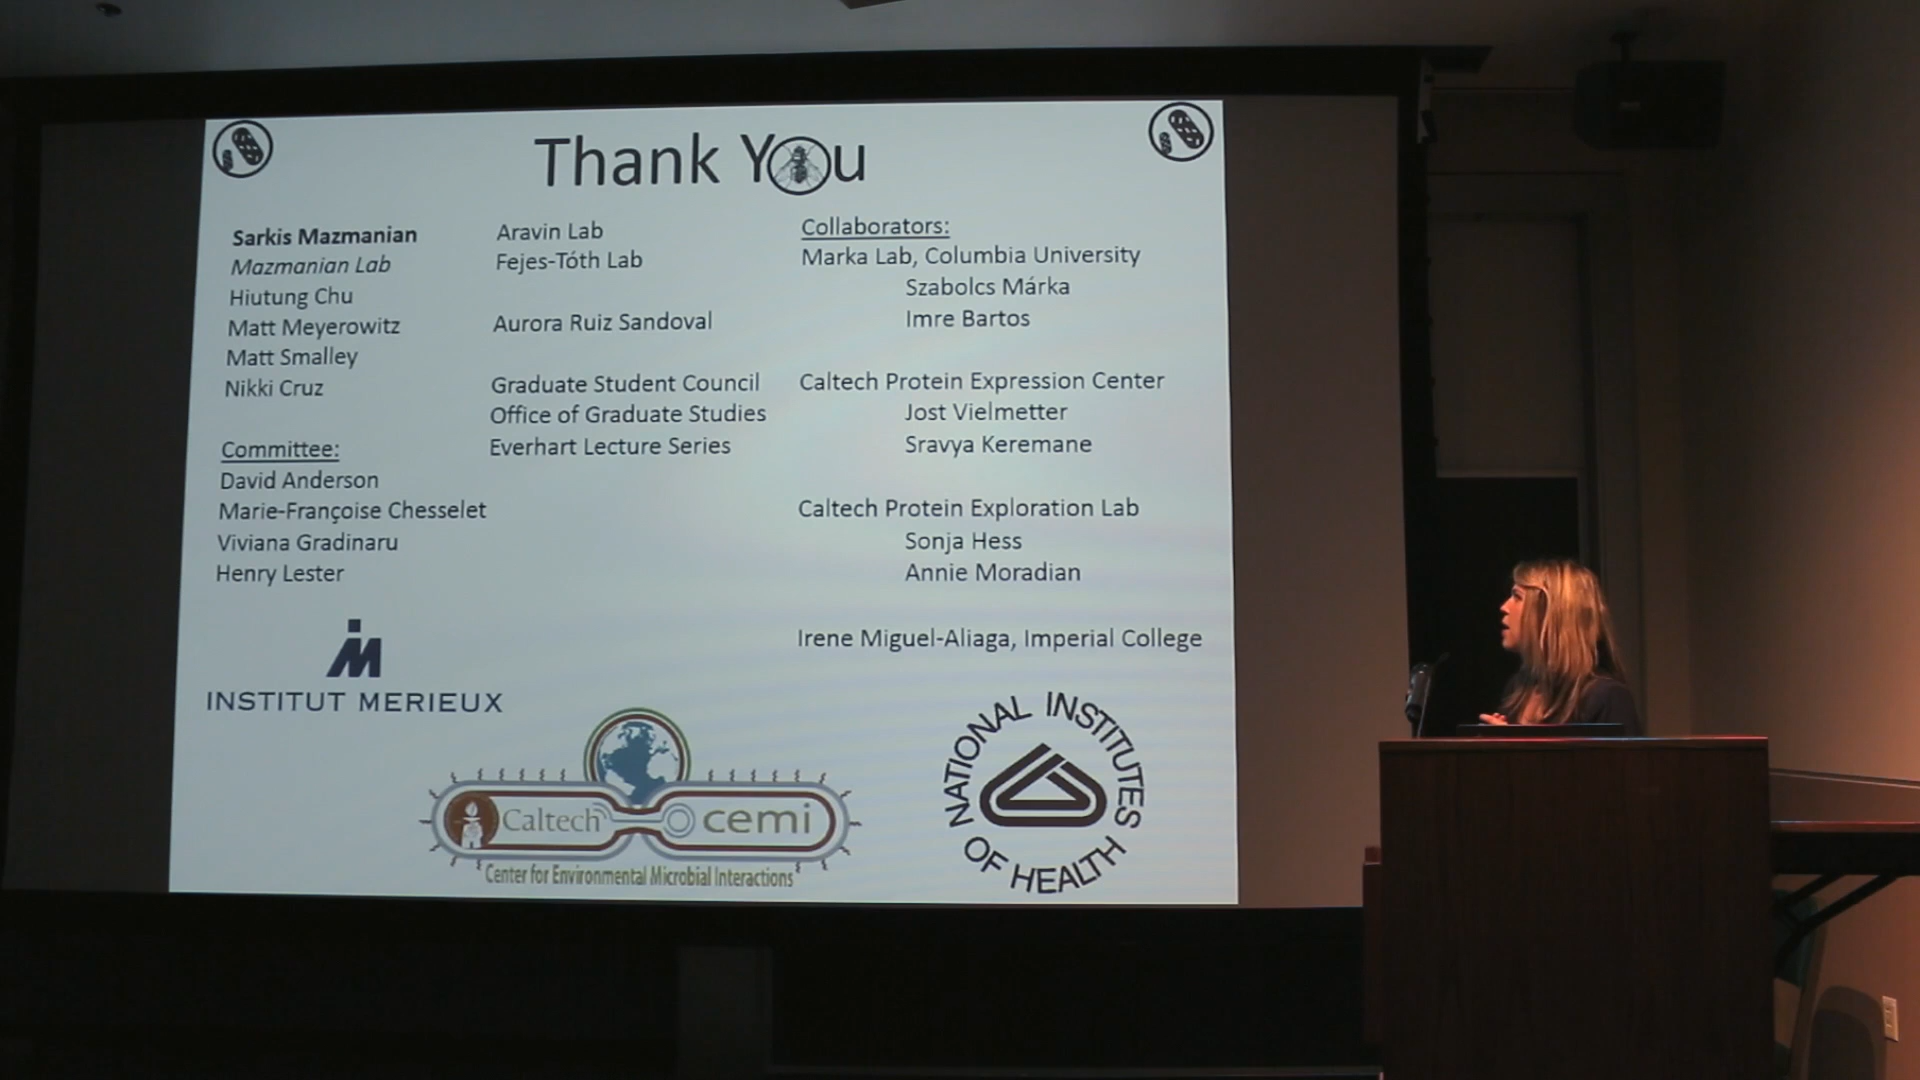 Thank You
Sarkis Mazmanian
Mazmanian Lab
Hiutung Chu
Matt Meyerowitz
Matt Smalley
Nikki Cruz
Committee:
David Anderson
Marie-Françoise Chesselet
Viviana Gradinaru
Henry Lester
Aravin Lab
Fejes-Tóth Lab
Aurora Ruiz Sandoval
Graduate Student Council
Office of Graduate Studies
Everhart Lecture Series
Collaborators:
Marka Lab, Columbia University
Szabolcs Márka
Imre Bartos
Caltech Protein Expression Center
Jost Vielmetter
Sravya Keremane
Caltech Protein Exploration Lab
Sonja Hess
Annie Moradian
Irene Miguel-Aliaga, Imperial College
INSTITUT MERIEUX
Caltech cemi
Center for Environmental Microbial Interactions
NATIONAL INSTITUTES
OF HEALTH